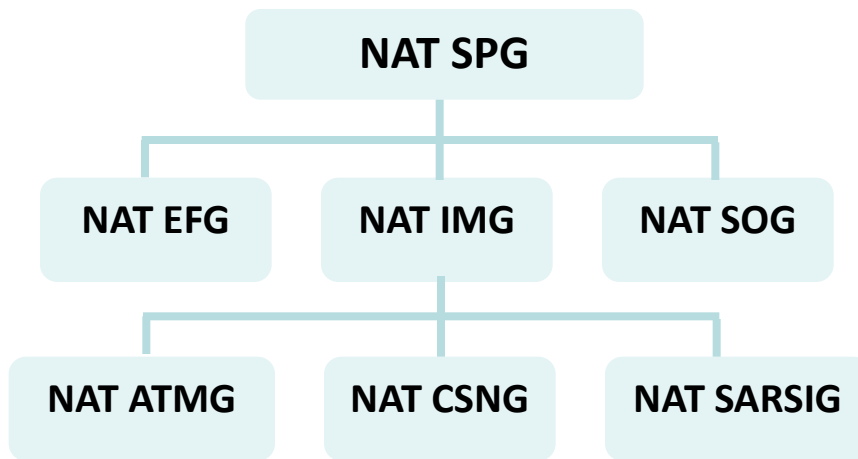 NAT SPG
NAT EFG
NAT IMG
NAT SOG
NAT ATMG
NAT CSNG
NAT SARSIG